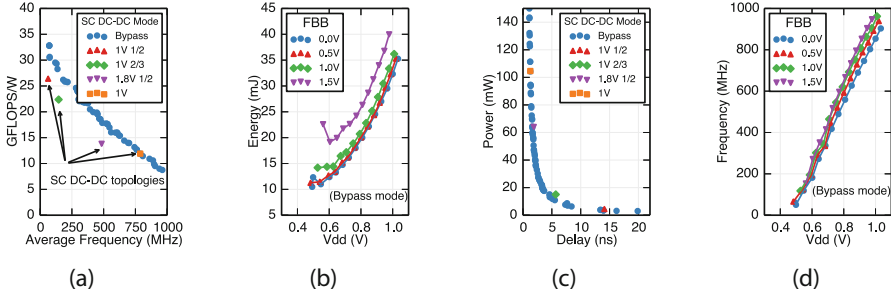 SC DC-DC Mode
Bypass
1V 1/2
1V 2/3
1.8V 1/2
1V
SC DC-DC topologies
GFLOPS/W
40
35
30
25
20
15
10
5
0
0 250 500 750 1000
Average Frequency (MHz)
(a)
FBB
0.0V
0.5V
1.0V
1.5V
(Bypass mode)
Energy (mJ)
45
40
35
30
25
20
15
10
5
0.4 0.6 0.8 1.0
Vdd (V)
(b)
SC DC-DC Mode
Bypass
1V 1/2
1V 2/3
1.8V 1/2
1V
Power (mW)
140
120
100
80
60
40
20
0 5 10 15 20
Delay (ns)
(c)
FBB
0.0V
0.5V
1.0V
1.5V
(Bypass mode)
Frequency (MHz)
1000
800
600
400
200
0
0.4 0.6 0.8 1.0
Vdd (V)
(d)